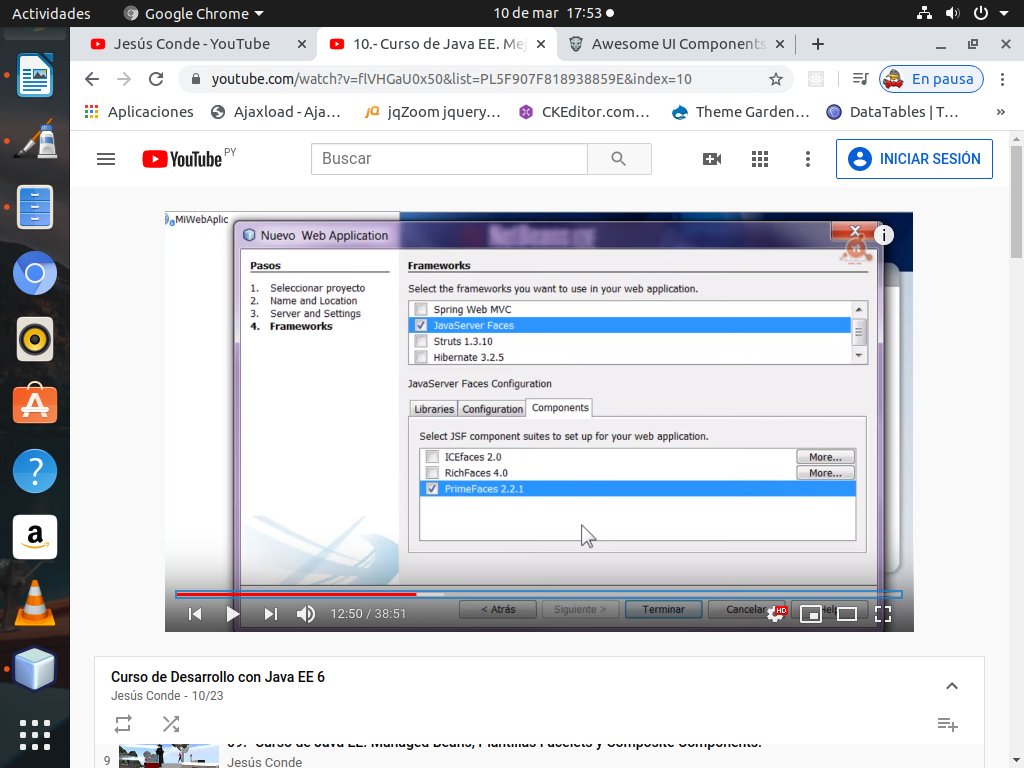 Actividades
Google Chrome
10 de mar 17:53
Jesús Conde - YouTube
10.- Curso de Java EE. Mej
Awesome UI Components
youtube.com/watch?v=flVHGaU0x50&list=PL5F907F818938859E&index=10
En pausa
Aplicaciones
Ajaxload - Aja...
jqZoom jquery...
CKEditor.com...
Theme Garden...
DataTables | T...
»
YouTube PY
Buscar
INICIAR SESIÓN
MiWebAplic
Nuevo Web Application
Pasos
1. Seleccionar proyecto
2. Name and Location
3. Server and Settings
4. Frameworks
Frameworks
Select the frameworks you want to use in your web application.
Spring Web MVC
JavaServer Faces
Struts 1.3.10
Hibernate 3.2.5
JavaServer Faces Configuration
Libraries
Configuration
Components
Select JSF component suites to set up for your web application.
ICEfaces 2.0
More...
RichFaces 4.0
More...
PrimeFaces 2.2.1
< Atrás
Siguiente >
Terminar
Cancelar
Help
12:50 / 38:51
HD
Curso de Desarrollo con Java EE 6
Jesús Conde - 10/23
9
09.- Curso de Java EE. Managed Beans, Plantillas Facelets y Composite Components.
Jesús Conde